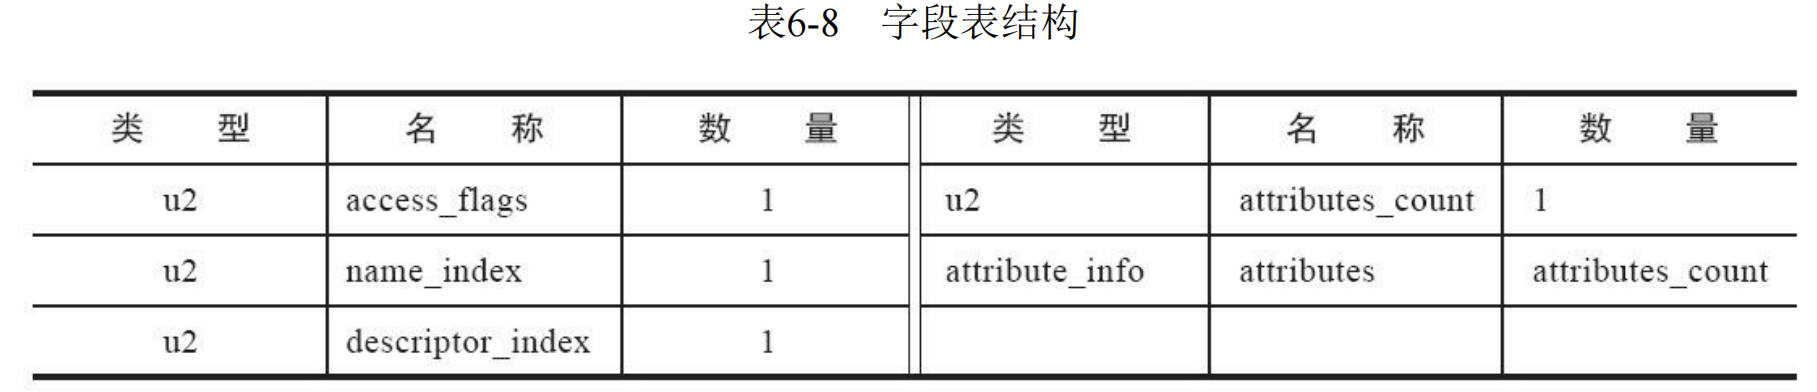 表6-8 字段表结构
类 型 名 称 数 量 类 型 名 称 数 量
u2 access_flags 1 u2 attributes_count 1
u2 name_index 1 attribute_info attributes attributes_count
u2 descriptor_index 1